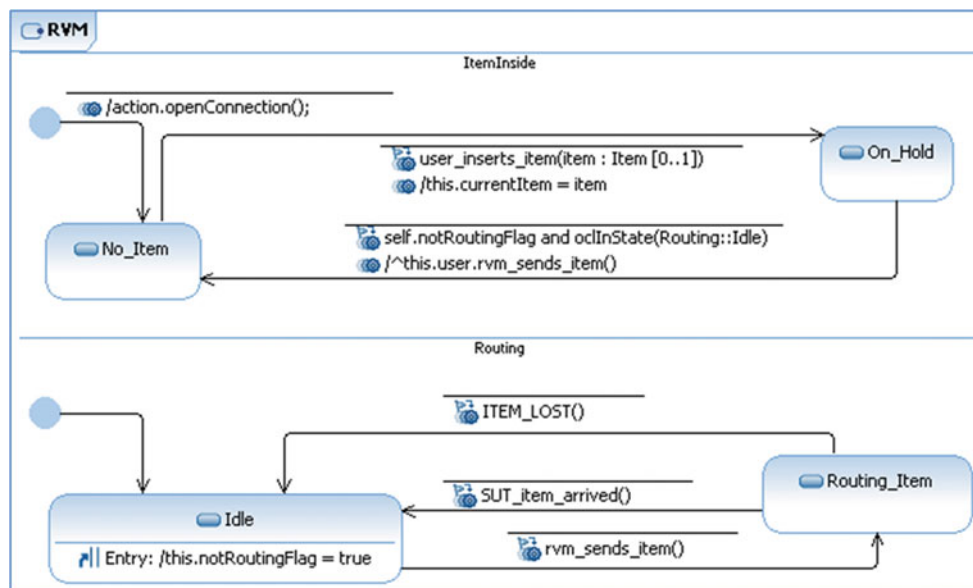 RVM
ItemInside
/action.openConnection();
user_inserts_item(item : Item [0..1])
/this.currentItem = item
On_Hold
No_Item
self.notRoutingFlag and oclInState(Routing::Idle)
/^this.user.rvm_sends_item()
Routing
ITEM_LOST()
Routing_Item
SUT_item_arrived()
Idle
Entry: /this.notRoutingFlag = true
rvm_sends_item()